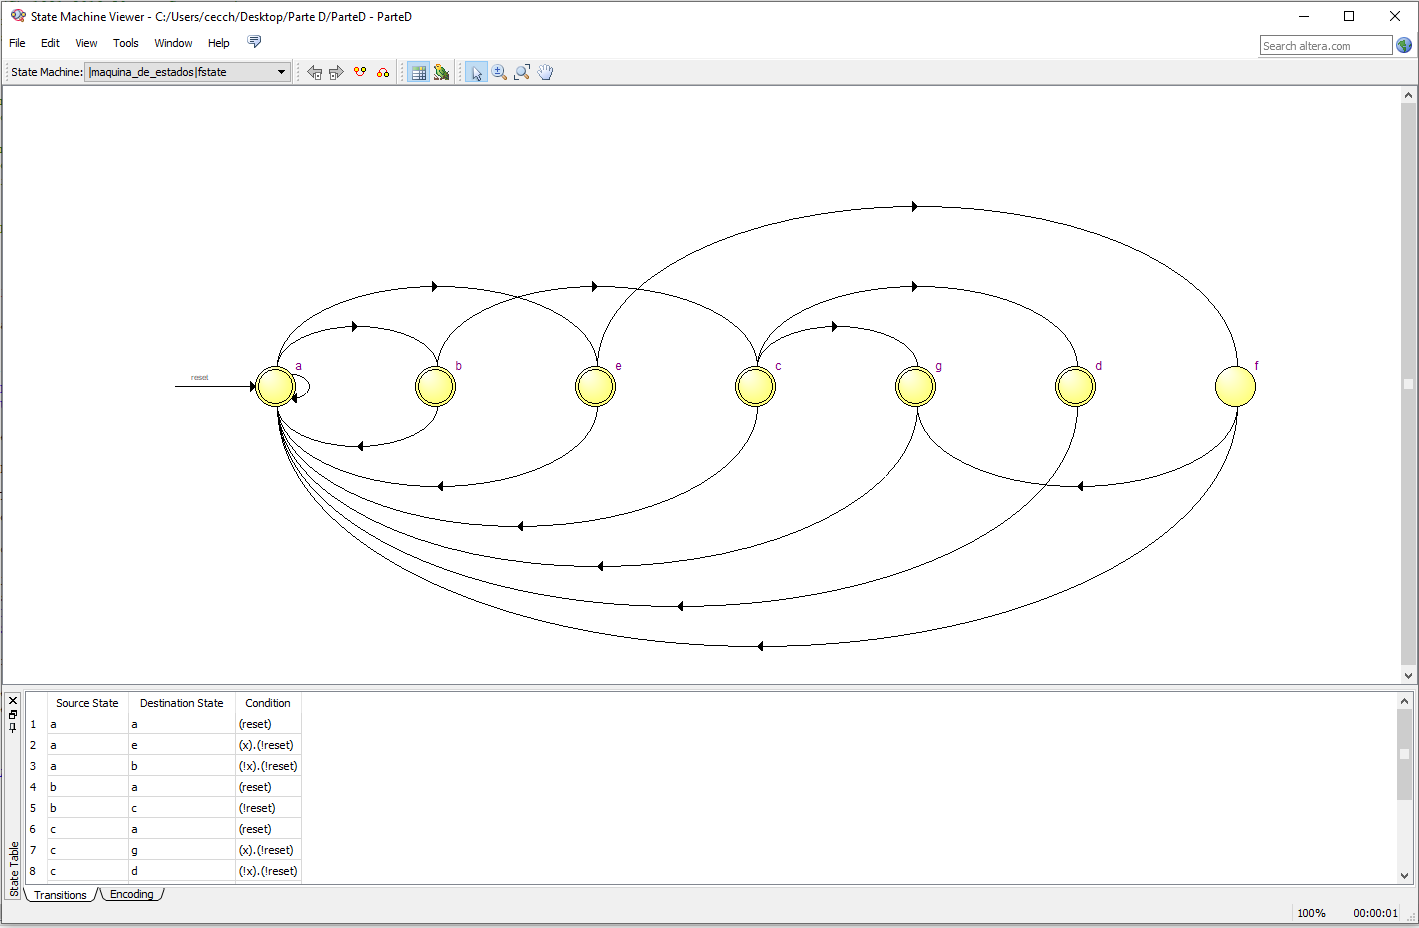 State Machine Viewer - C:/Users/cecch/Desktop/Parte D/ParteD - ParteD
File Edit View Tools Window Help
Search altera.com
State Machine: |maquina_de_estados|fstate
reset
a b e c g d f
Source State Destination State Condition
1 a a (reset)
2 a e (x).(!reset)
3 a b (!x).(!reset)
4 b a (reset)
5 b c (!reset)
6 c a (reset)
7 c g (x).(!reset)
8 c d (!x).(!reset)
State Table
Transitions Encoding
100% 00:00:01